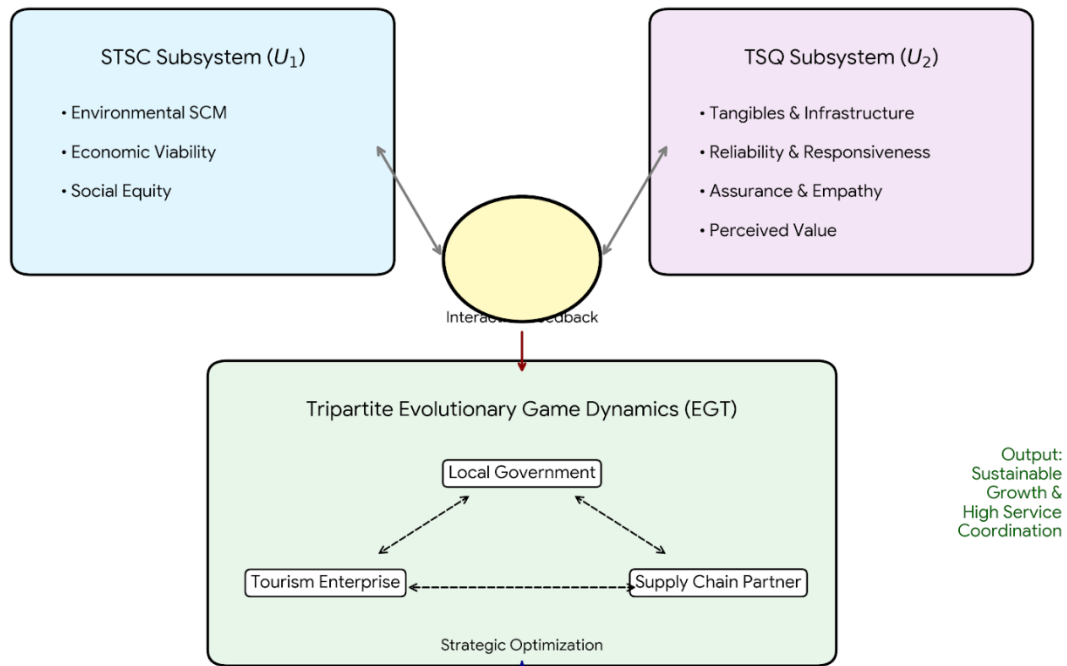 STSC Subsystem (U₁)
• Environmental SCM
• Economic Viability
• Social Equity
TSQ Subsystem (U₂)
• Tangibles & Infrastructure
• Reliability & Responsiveness
• Assurance & Empathy
• Perceived Value
Tripartite Evolutionary Game Dynamics (EGT)
Local Government
Tourism Enterprise
Supply Chain Partner
Strategic Optimization
Output:
Sustainable
Growth &
High Service
Coordination